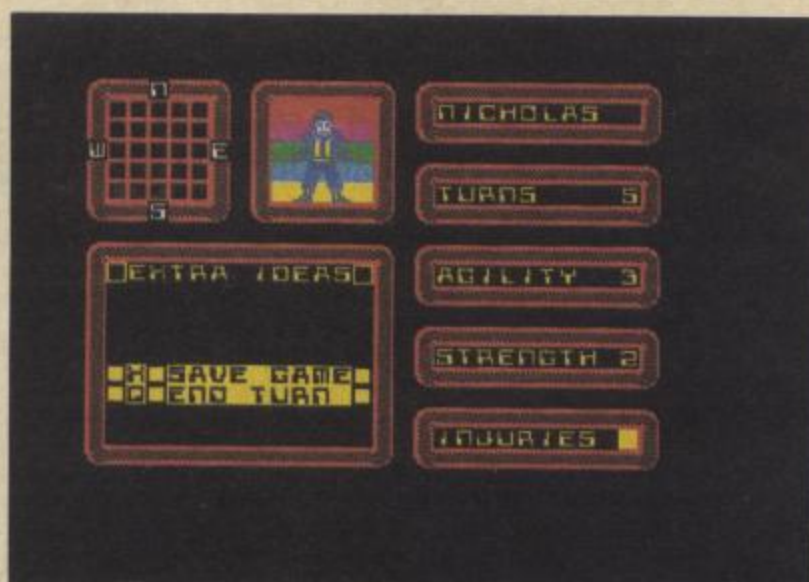 N
W E
S
NICHOLAS
TURNS 5
AGILITY 3
STRENGTH 2
INJURIES
EXTRA IDEAS
X SAVE GAME
O END TURN